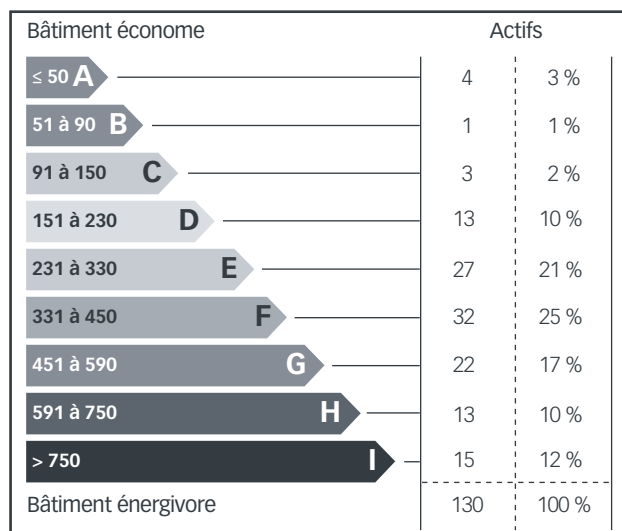 Bâtiment économe Actifs
≤ 50 A 4 3 %
51 à 90 B 1 1 %
91 à 150 C 3 2 %
151 à 230 D 13 10 %
231 à 330 E 27 21 %
331 à 450 F 32 25 %
451 à 590 G 22 17 %
591 à 750 H 13 10 %
> 750 I 15 12 %
Bâtiment énergivore 130 100 %